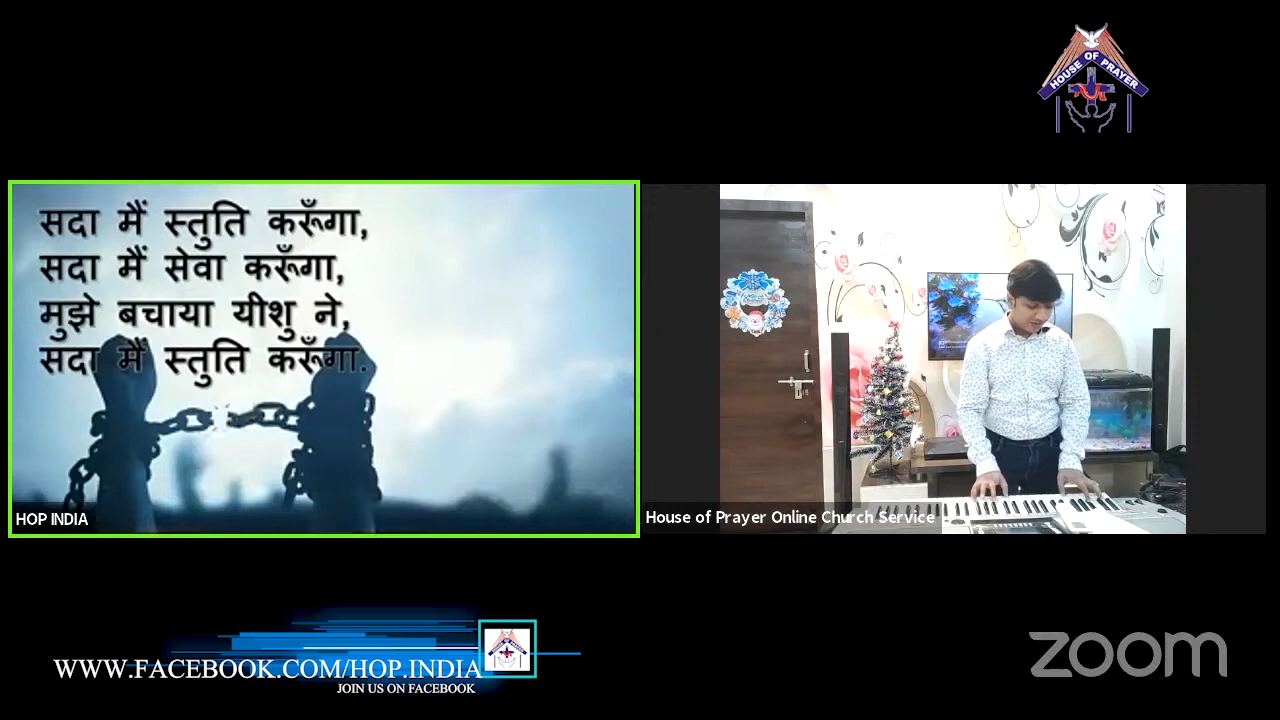 HOUSE OF PRAYER
सदा मैं स्तुति करूँगा,
सदा मैं सेवा करूँगा,
मुझे बचाया यीशु ने,
सदा मैं स्तुति करूँगा.
HOP INDIA
House of Prayer Online Church Service
WWW.FACEBOOK.COM/HOP.INDIA
JOIN US ON FACEBOOK
zoom